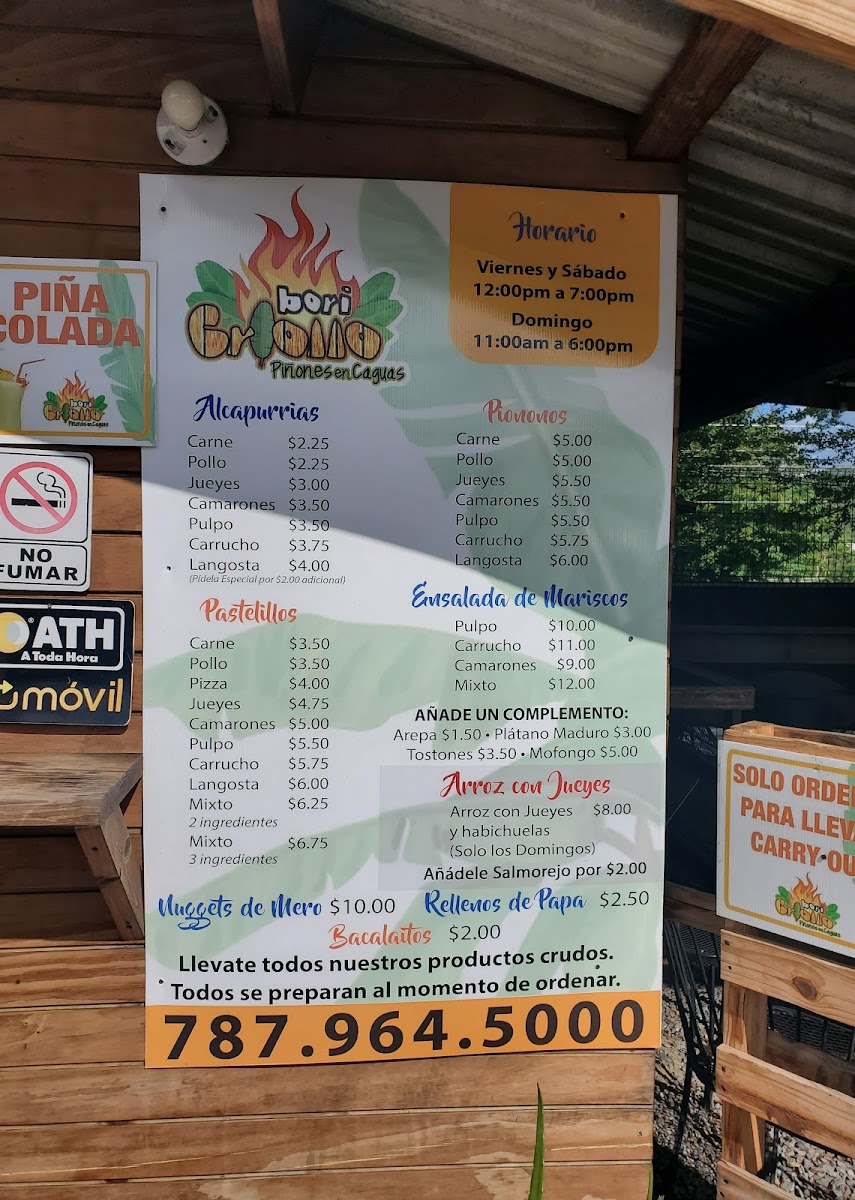 PIÑA
COLADA
bori
Criollo
Piñones en Caguas
NO
FUMAR
ATH
A Toda Hora
móvil
bori
Criollo
Piñones en Caguas
Horario
Viernes y Sábado
12:00pm a 7:00pm
Domingo
11:00am a 6:00pm
Alcapurrias
Carne $2.25
Pollo $2.25
Jueyes $3.00
Camarones $3.50
Pulpo $3.50
Carrucho $3.75
Langosta $4.00
(Pídela Especial por $2.00 adicional)
Pastelillos
Carne $3.50
Pollo $3.50
Pizza $4.00
Jueyes $4.75
Camarones $5.00
Pulpo $5.50
Carrucho $5.75
Langosta $6.00
Mixto $6.25
2 ingredientes
Mixto $6.75
3 ingredientes
Piononos
Carne $5.00
Pollo $5.00
Jueyes $5.50
Camarones $5.50
Pulpo $5.50
Carrucho $5.75
Langosta $6.00
Ensalada de Mariscos
Pulpo $10.00
Carrucho $11.00
Camarones $9.00
Mixto $12.00
AÑADE UN COMPLEMENTO:
Arepa $1.50 • Plátano Maduro $3.00
Tostones $3.50 • Mofongo $5.00
Arroz con Jueyes
Arroz con Jueyes $8.00
y habichuelas
(Solo los Domingos)
Añádele Salmorejo por $2.00
Nuggets de Mero $10.00 Rellenos de Papa $2.50
Bacalaitos $2.00
Llevate todos nuestros productos crudos.
Todos se preparan al momento de ordenar.
787.964.5000
SOLO ORDE
PARA LLEVA
CARRY OU
bori
Criollo
Piñones en Caguas